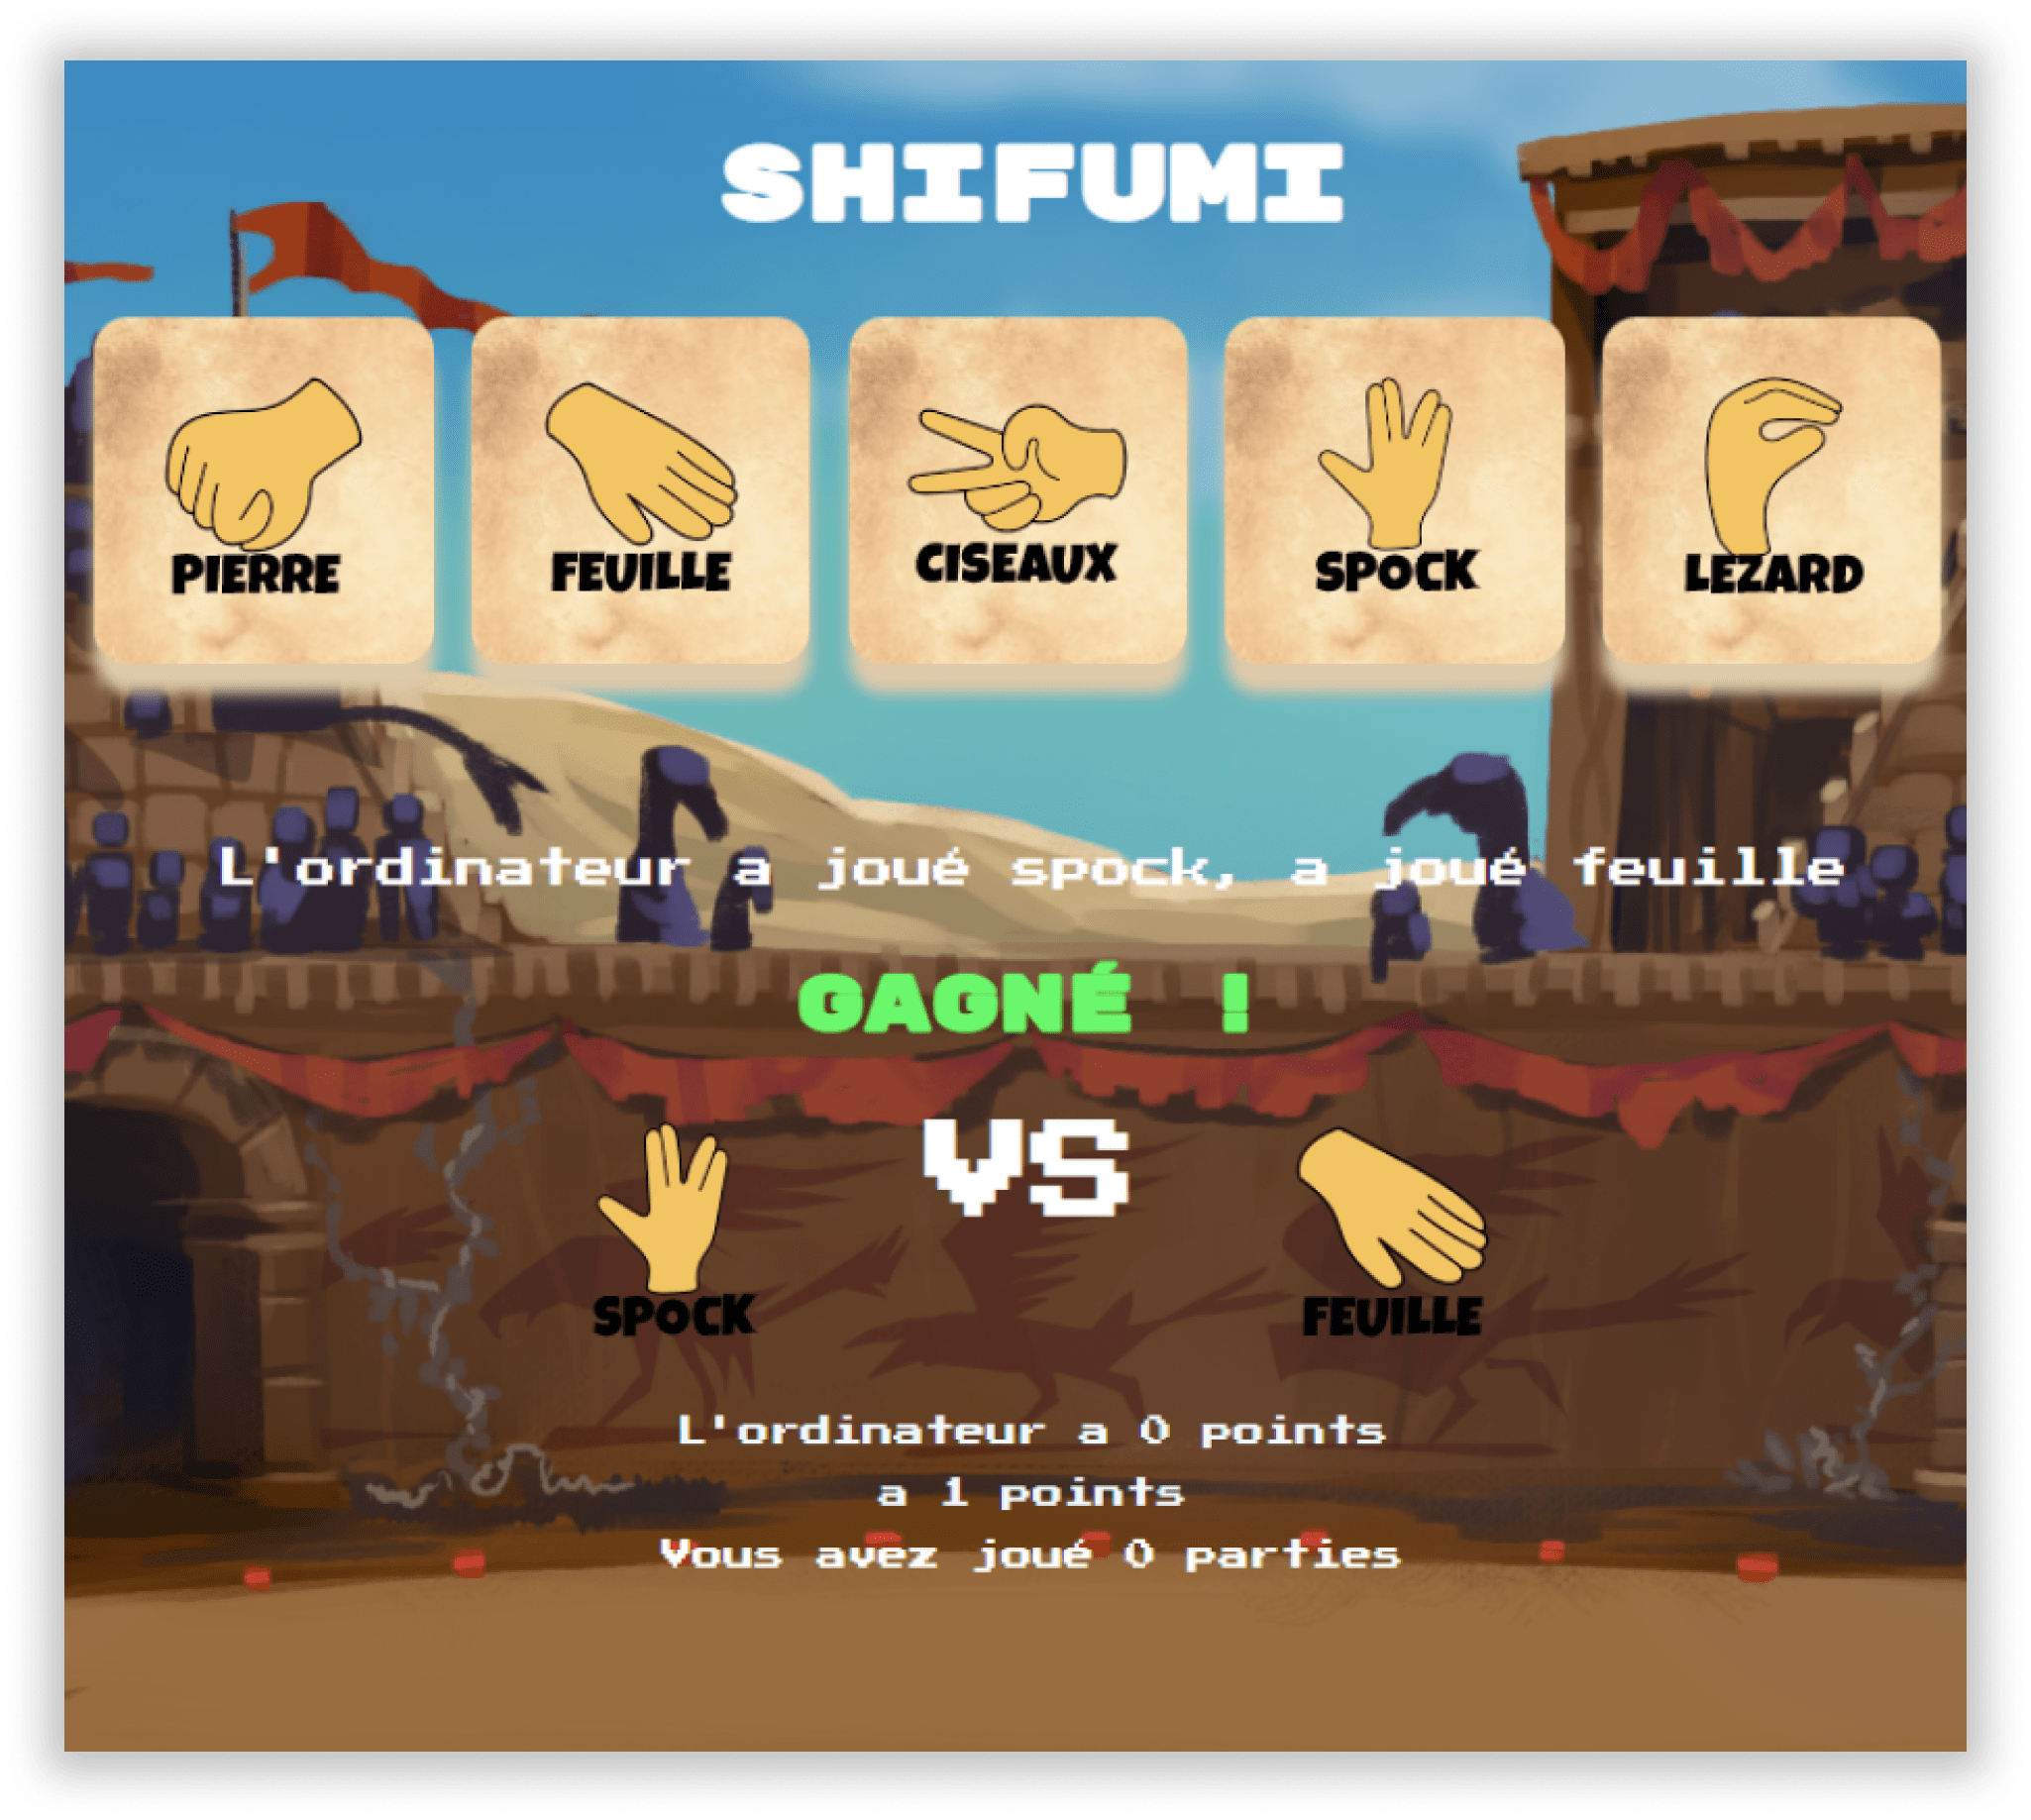 SHIFUMI
PIERRE FEUILLE CISEAUX SPOCK LEZARD
L'ordinateur a joué spock, a joué feuille
GAGNÉ !
VS
SPOCK FEUILLE
L'ordinateur a 0 points
a 1 points
Vous avez joué 0 parties